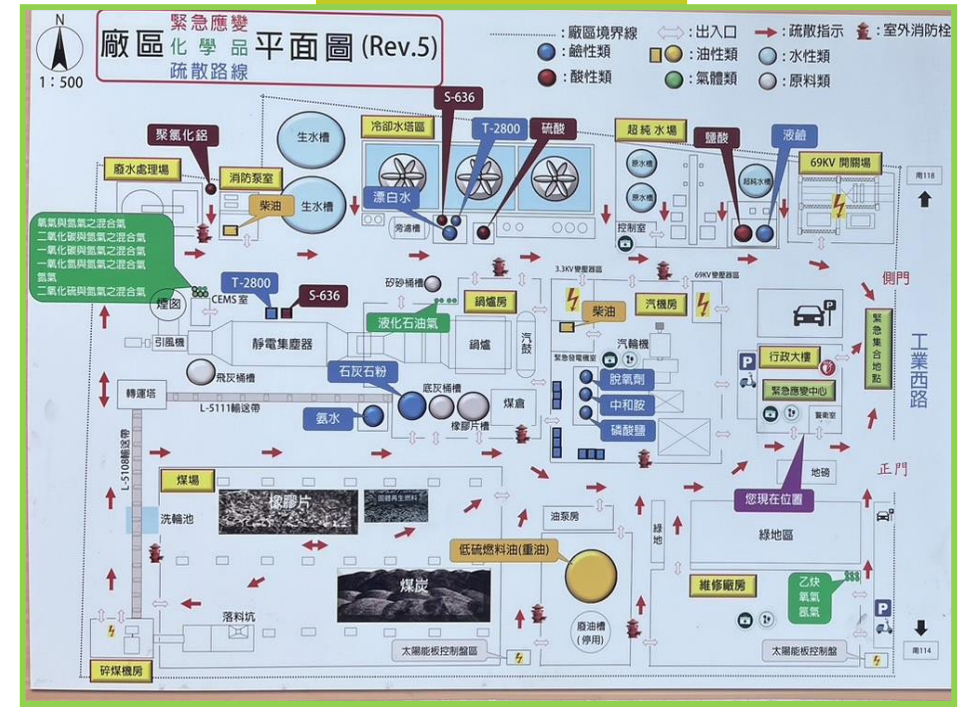 N
1：500
廠區
緊急應變
化學品
疏散路線
平面圖(Rev.5)
：廠區境界線
：出入口
：疏散指示
：室外消防栓
：鹼性類
：油性類
：水性類
：酸性類
：氣體類
：原料類
S-636
聚氯化鋁
生水槽
冷卻水塔區
T-2800
硫酸
超純水場
鹽酸
液鹼
69KV開關場
南118
廢水處理場
消防泵室
柴油
生水槽
漂白水
旁濾槽
原水槽
原水槽
超純水槽
控制室
氧氣與氮氣之混合氣
二氧化碳與氮氣之混合氣
一氧化碳與氮氣之混合氣
一氧化氮與氮氣之混合氣
氮氣
二氧化硫與氮氣之混合氣
煙囪
CEMS室
T-2800
S-636
矽砂桶槽
液化石油氣
鍋爐房
3.3KV變壓器區
69KV變壓器區
側門
柴油
汽機房
引風機
靜電集塵器
鍋爐
汽鼓
汽輪機
緊急發電機室
緊急集合地點
工業西路
行政大樓
緊急應變中心
警衛室
飛灰桶槽
石灰石粉
底灰桶槽
橡膠片槽
煤倉
脫氧劑
中和胺
磷酸鹽
轉運塔
L-5111輸送帶
氨水
L-5108輸送帶
正門
地磅
您現在位置
煤場
橡膠片
固體再生燃料
洗輪池
油泵房
綠地
綠地區
低硫燃料油(重油)
煤炭
維修廠房
乙炔
氧氣
氬氣
落料坑
廢油槽
(停用)
太陽能板控制盤區
太陽能板控制盤
碎煤機房
南114
P
P
P